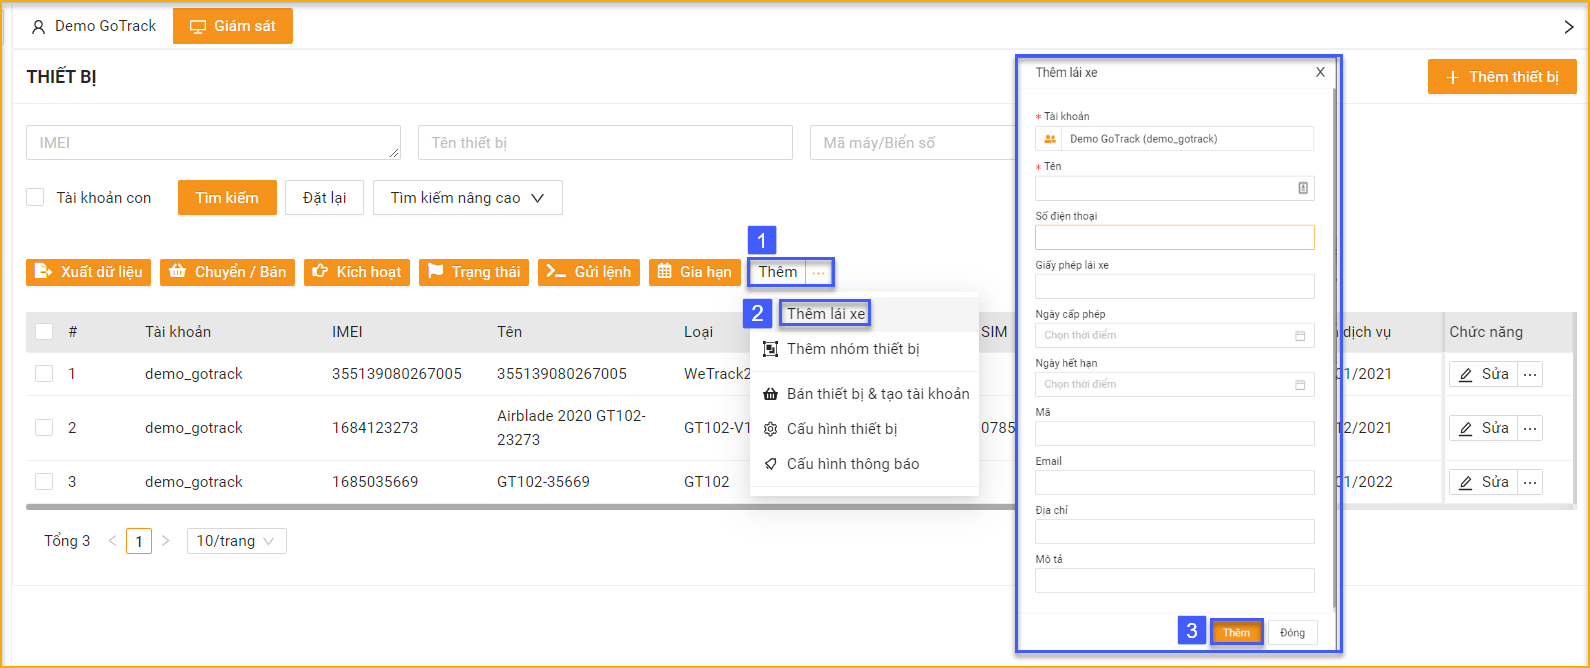 Demo GoTrack
Giám sát
THIẾT BỊ
Thêm thiết bị
IMEI
Tên thiết bị
Mã máy/Biển số
Tài khoản con
Tìm kiếm
Đặt lại
Tìm kiếm nâng cao
Xuất dữ liệu
Chuyển / Bán
Kích hoạt
Trạng thái
Gửi lệnh
Gia hạn
1
Thêm
2
Thêm lái xe
Thêm nhóm thiết bị
Bán thiết bị & tạo tài khoản
Cấu hình thiết bị
Cấu hình thông báo
# Tài khoản IMEI Tên Loại SIM dịch vụ Chức năng
1 demo_gotrack 355139080267005 355139080267005 WeTrack2 01/2021 Sửa
2 demo_gotrack 1684123273 Airblade 2020 GT102-
23273 GT102-V1 0785 12/2021 Sửa
3 demo_gotrack 1685035669 GT102-35669 GT102 01/2022 Sửa
Tổng 3
1
10/trang
Thêm lái xe
X
* Tài khoản
Demo GoTrack (demo_gotrack)
* Tên
Số điện thoại
Giấy phép lái xe
Ngày cấp phép
Chọn thời điểm
Ngày hết hạn
Chọn thời điểm
Mã
Email
Địa chỉ
Mô tả
3
Thêm
Đóng